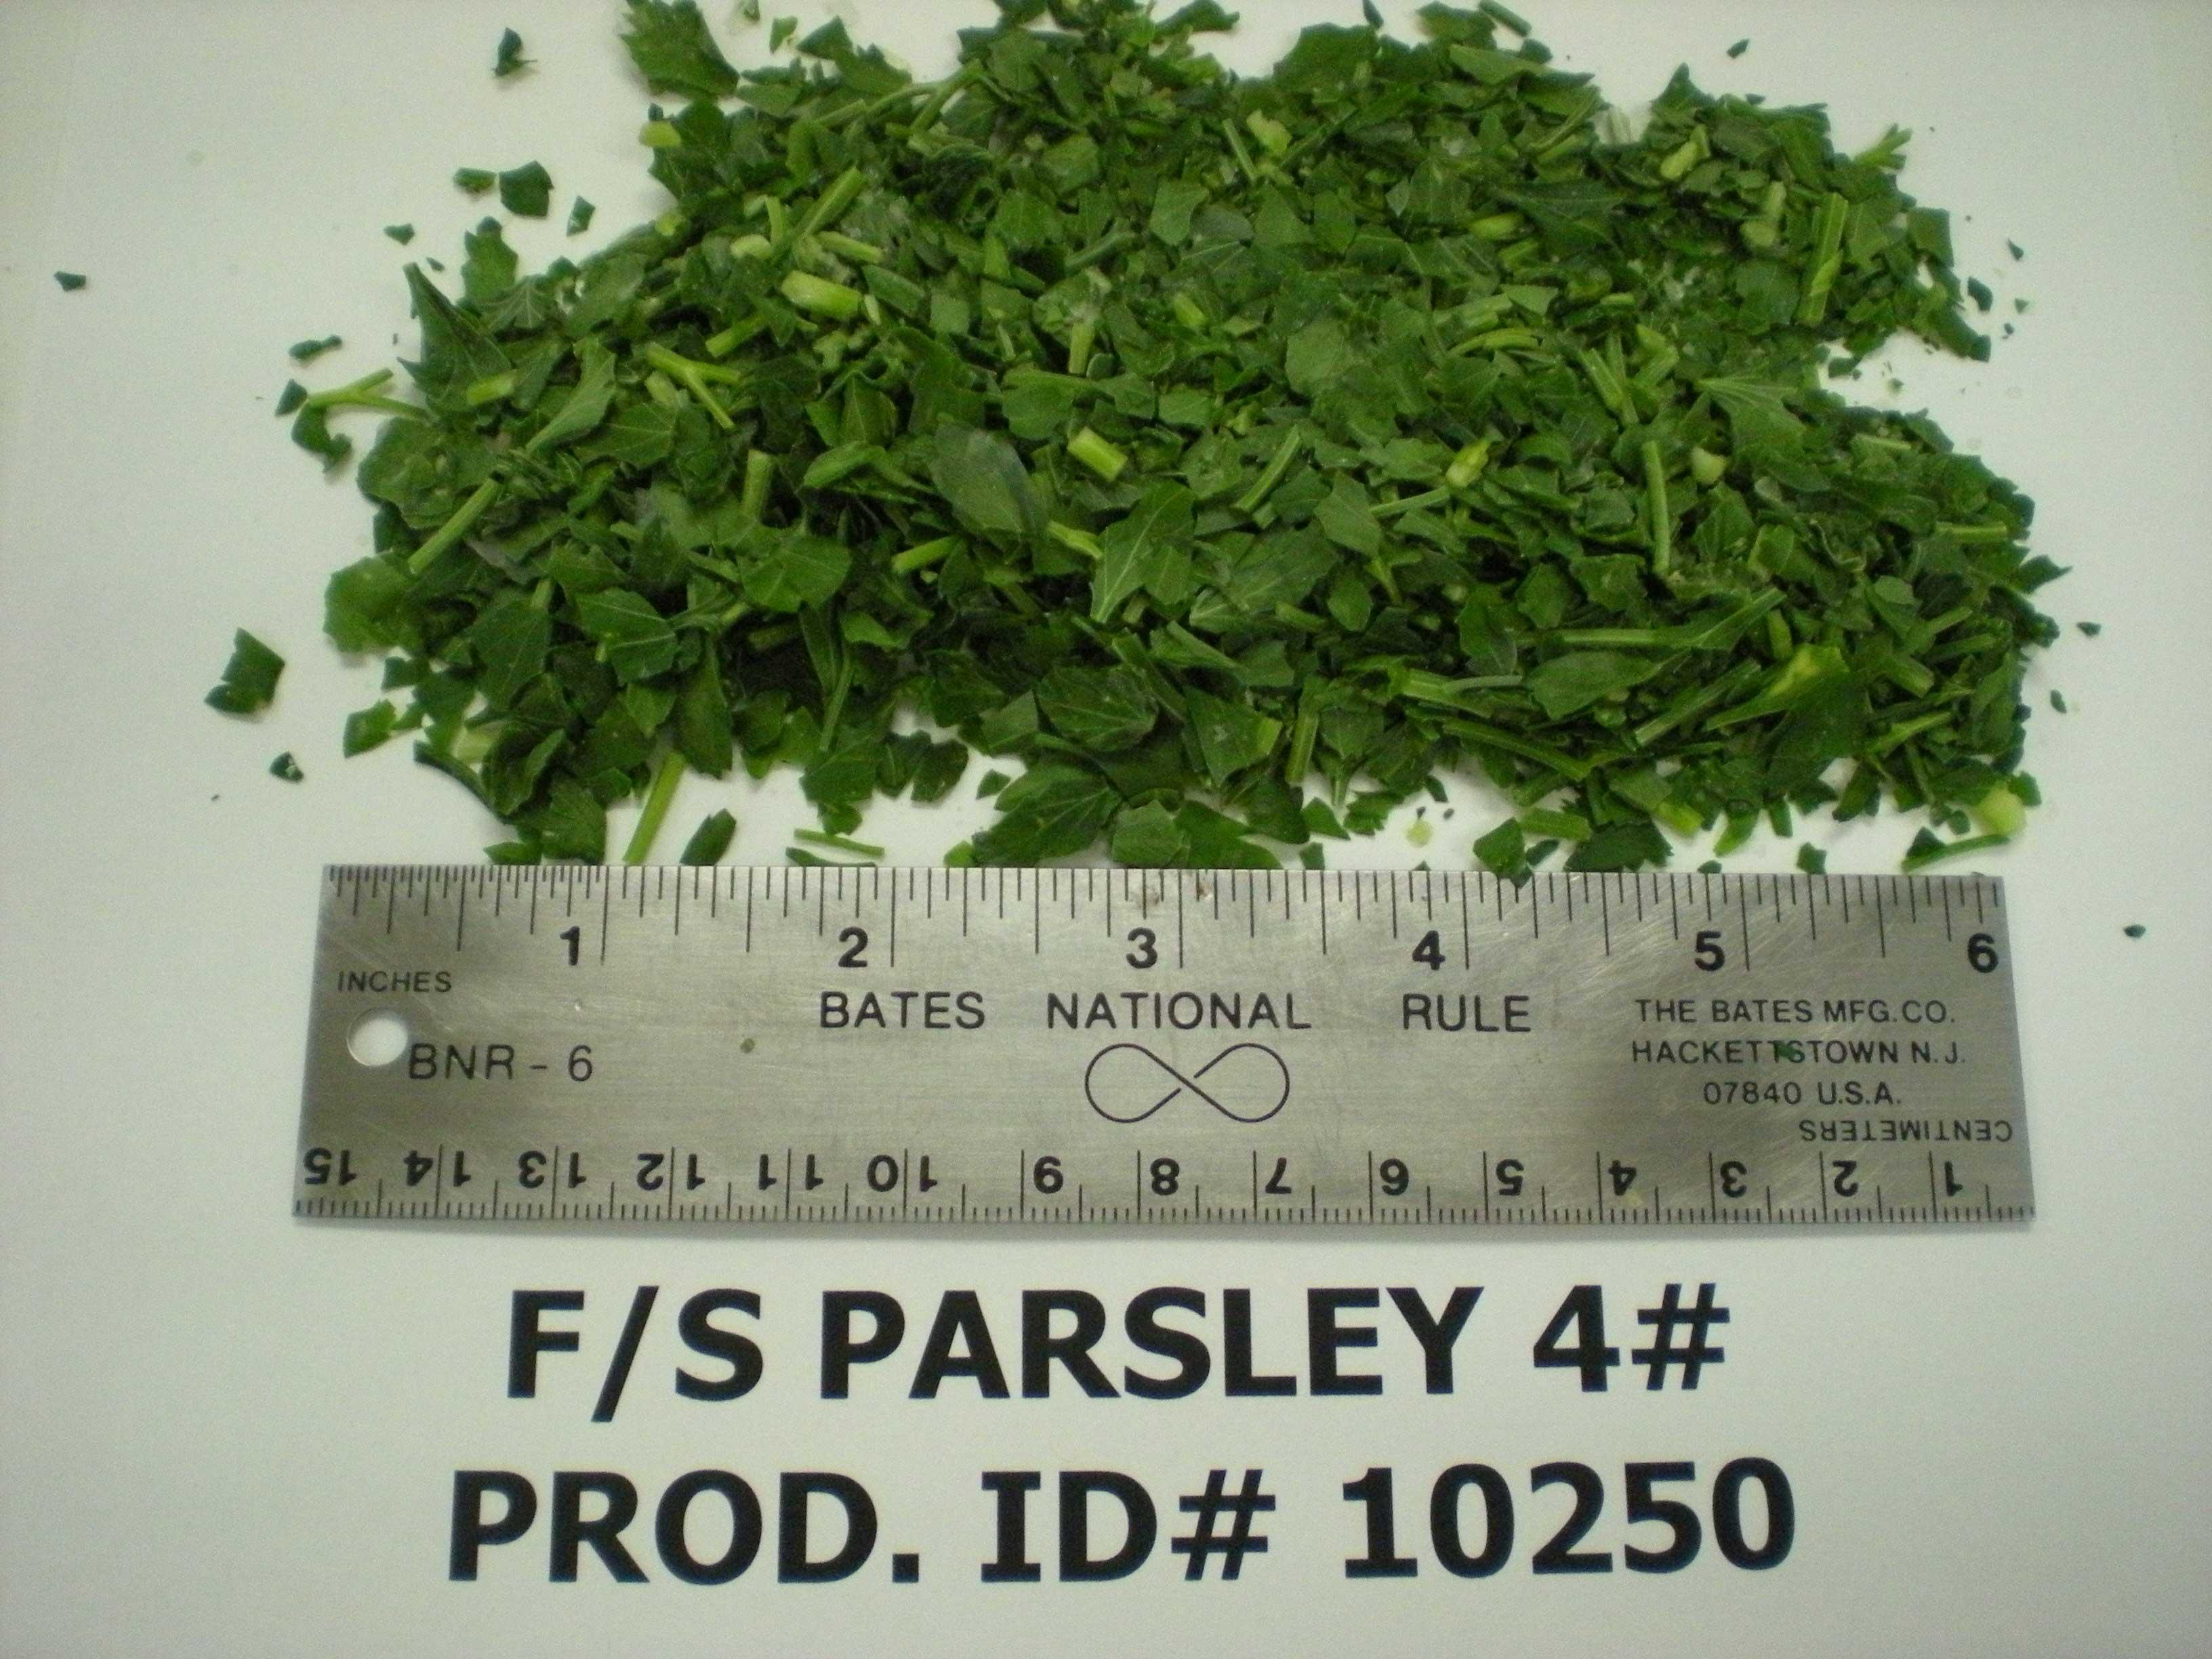 1 2 3 4 5 6
INCHES
BATES NATIONAL RULE
THE BATES MFG.CO.
HACKETTSTOWN N.J.
07840 U.S.A.
BNR - 6
CENTIMETERS
15 14 13 12 11 10 9 8 7 6 5 4 3 2 1
F/S PARSLEY 4#
PROD. ID# 10250